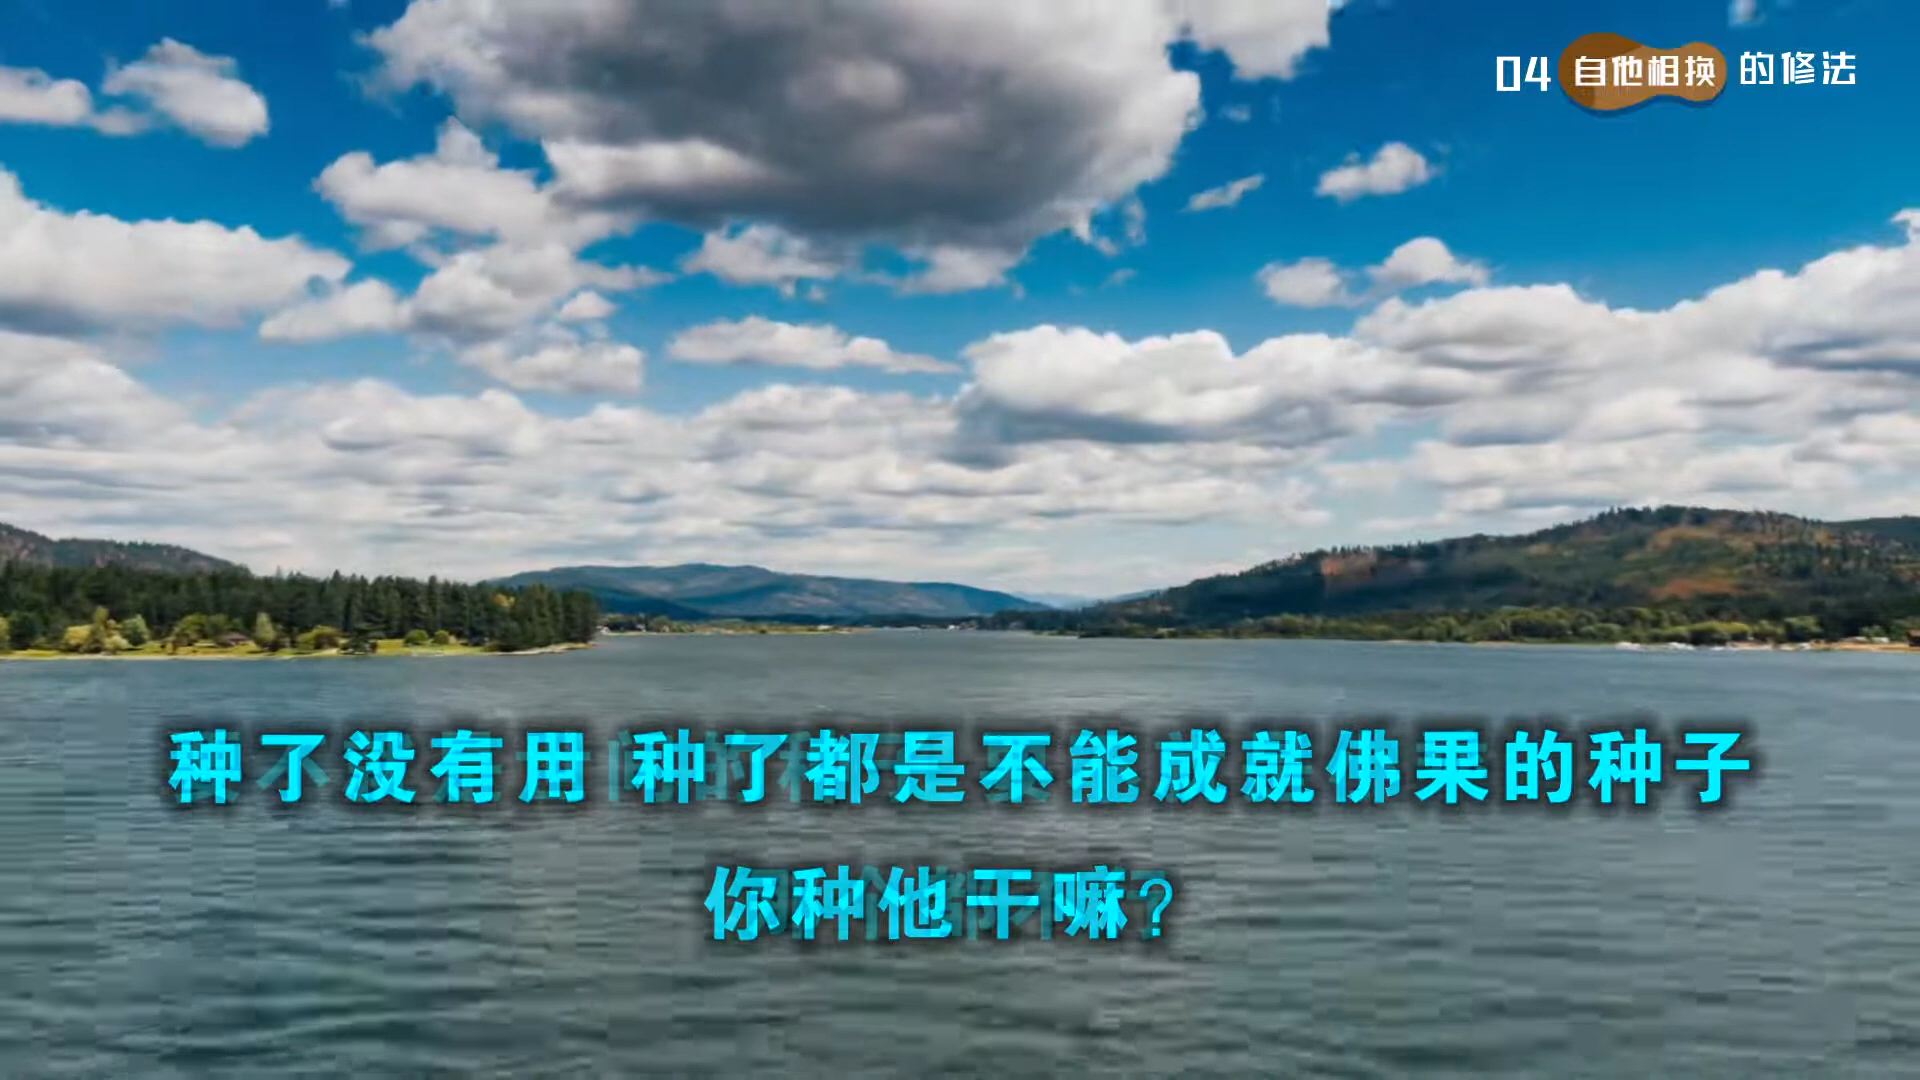 04 自他相换 的修法
种了没有用 种了都是不能成就佛果的种子
你种他干嘛?